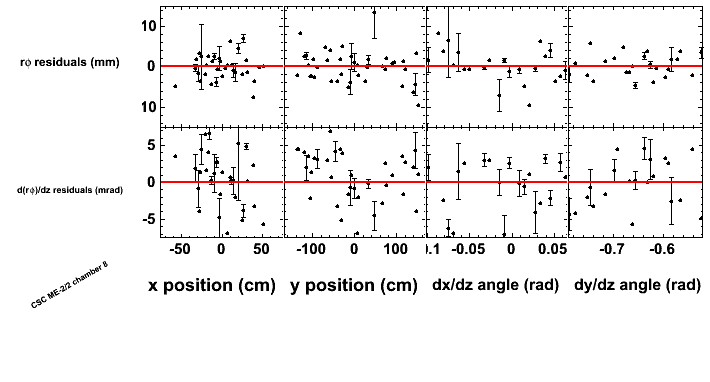 10
rφ residuals (mm)
0
10
5
d(rφ)/dz residuals (mrad)
0
-5
-50 0 50 -100 0 100 0.1 -0.05 0 0.05 -0.7 -0.6
CSC ME-2/2 chamber 8
x position (cm) y position (cm) dx/dz angle (rad) dy/dz angle (rad)